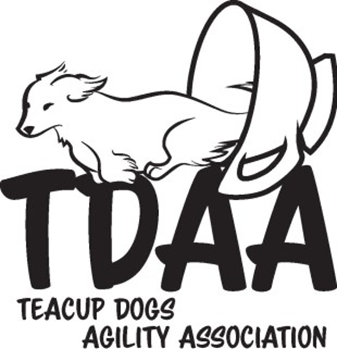 TDAA
TEACUP DOGS
AGILITY ASSOCIATION